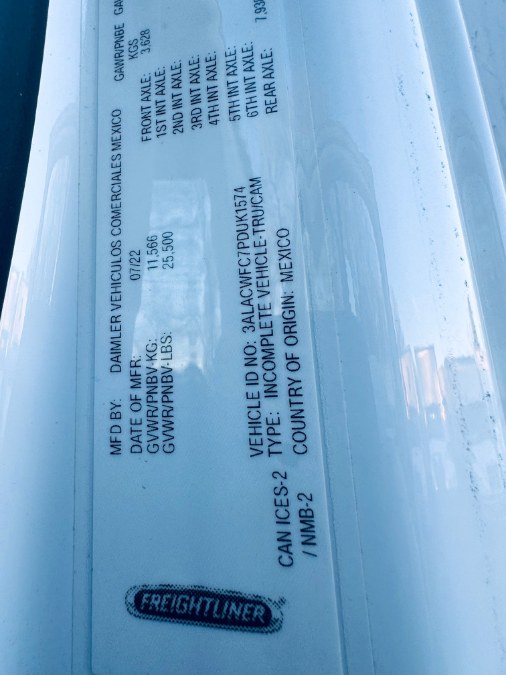 MFD BY: DAIMLER VEHICULOS COMERCIALES MEXICO
DATE OF MFR: 07/22
GVWR/PNBV-KG: 11,566
GVWR/PNBV-LBS: 25,500
GAWR/PNBE
KGS
FRONT AXLE: 3,628
1ST INT AXLE:
2ND INT AXLE:
3RD INT AXLE:
4TH INT AXLE:
5TH INT AXLE:
6TH INT AXLE:
REAR AXLE:
VEHICLE ID NO: 3ALACWFC7PDUK1574
TYPE: INCOMPLETE VEHICLE-TRU/CAM
COUNTRY OF ORIGIN: MEXICO
CAN ICES-2
/ NMB-2
FREIGHTLINER